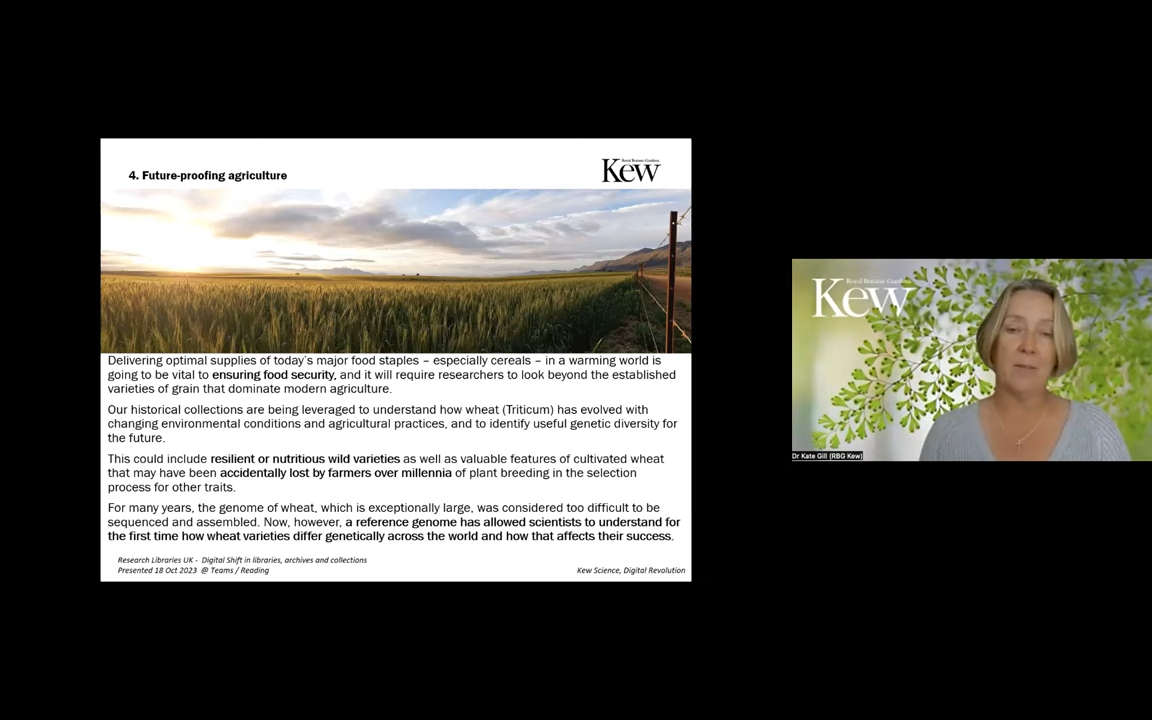 4. Future-proofing agriculture
Royal Botanic Gardens
Kew
Delivering optimal supplies of today's major food staples – especially cereals – in a warming world is
going to be vital to ensuring food security, and it will require researchers to look beyond the established
varieties of grain that dominate modern agriculture.
Our historical collections are being leveraged to understand how wheat (Triticum) has evolved with
changing environmental conditions and agricultural practices, and to identify useful genetic diversity for
the future.
This could include resilient or nutritious wild varieties as well as valuable features of cultivated wheat
that may have been accidentally lost by farmers over millennia of plant breeding in the selection
process for other traits.
For many years, the genome of wheat, which is exceptionally large, was considered too difficult to be
sequenced and assembled. Now, however, a reference genome has allowed scientists to understand for
the first time how wheat varieties differ genetically across the world and how that affects their success.
Research Libraries UK - Digital Shift in libraries, archives and collections
Presented 18 Oct 2023 @ Teams / Reading
Kew Science, Digital Revolution
Royal Botanic Gardens
Kew
Dr Kate Gill (RBG Kew)